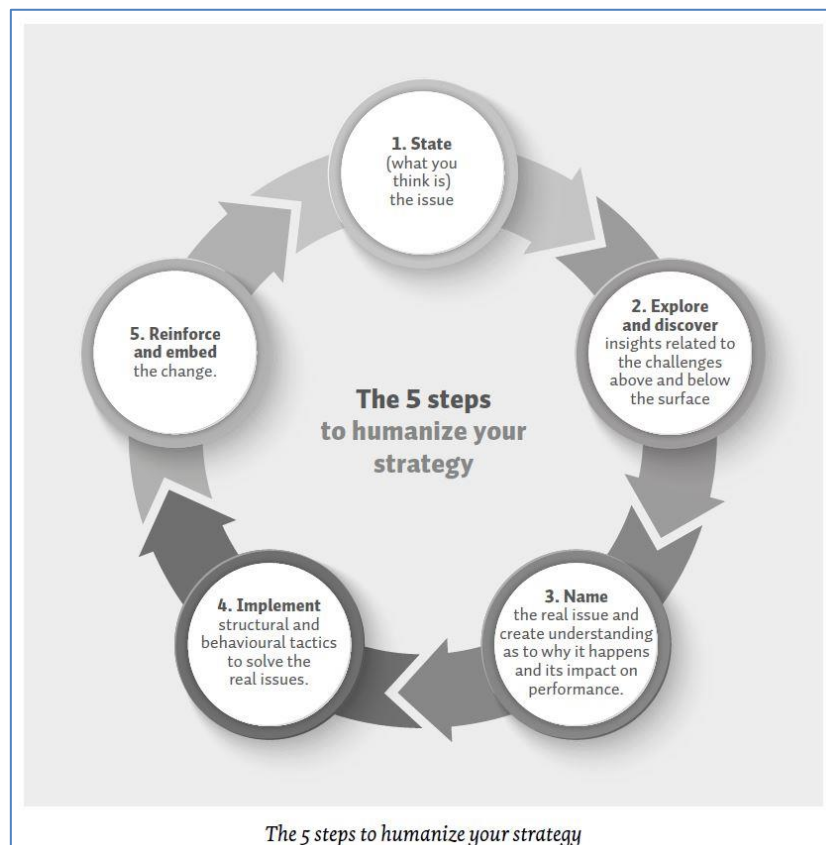 1. State
(what you
think is)
the issue
2. Explore
and discover
insights related to
the challenges
above and below
the surface
3. Name
the real issue and
create understanding
as to why it happens
and its impact on
performance.
4. Implement
structural and
behavioural tactics
to solve the
real issues.
5. Reinforce
and embed
the change.
The 5 steps
to humanize your
strategy
The 5 steps to humanize your strategy